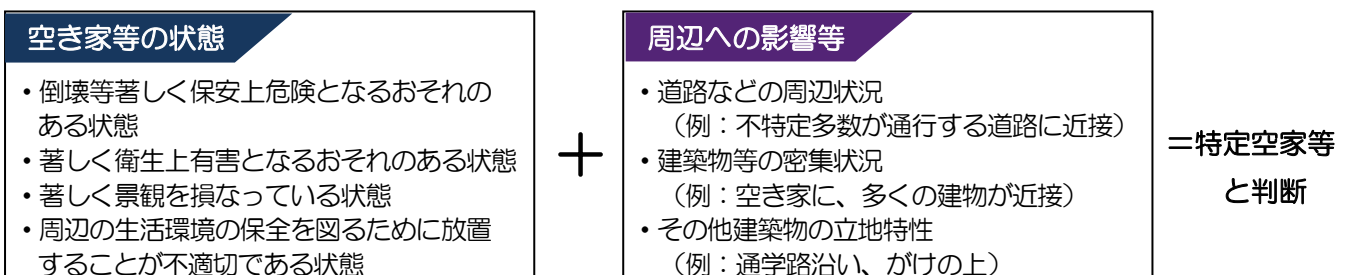 空き家等の状態
・倒壊等著しく保安上危険となるおそれの
ある状態
・著しく衛生上有害となるおそれのある状態
・著しく景観を損なっている状態
・周辺の生活環境の保全を図るために放置
することが不適切である状態
＋
周辺への影響等
・道路などの周辺状況
（例：不特定多数が通行する道路に近接）
・建築物等の密集状況
（例：空き家に、多くの建物が近接）
・その他建築物の立地特性
（例：通学路沿い、がけの上）
＝特定空家等
と判断